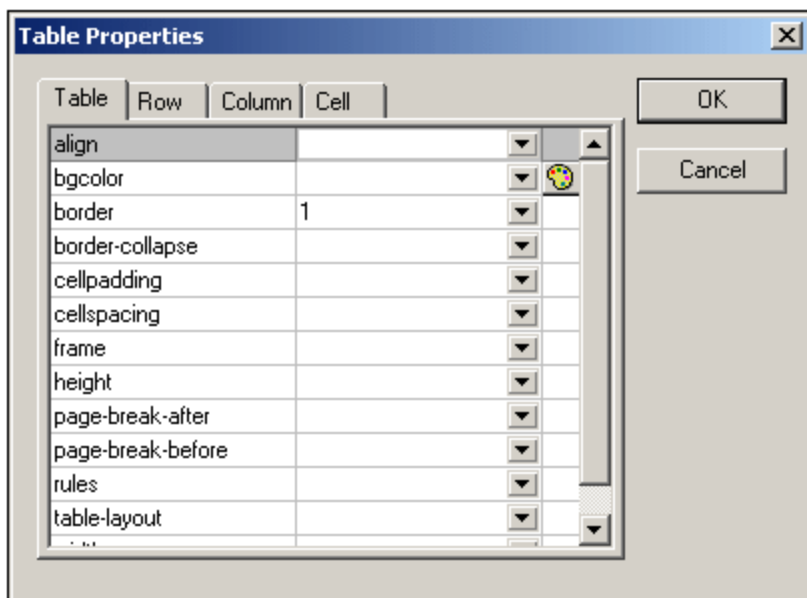 Table Properties
Table Row Column Cell
OK
Cancel
align
bgcolor
border 1
border-collapse
cellpadding
cellspacing
frame
height
page-break-after
page-break-before
rules
table-layout